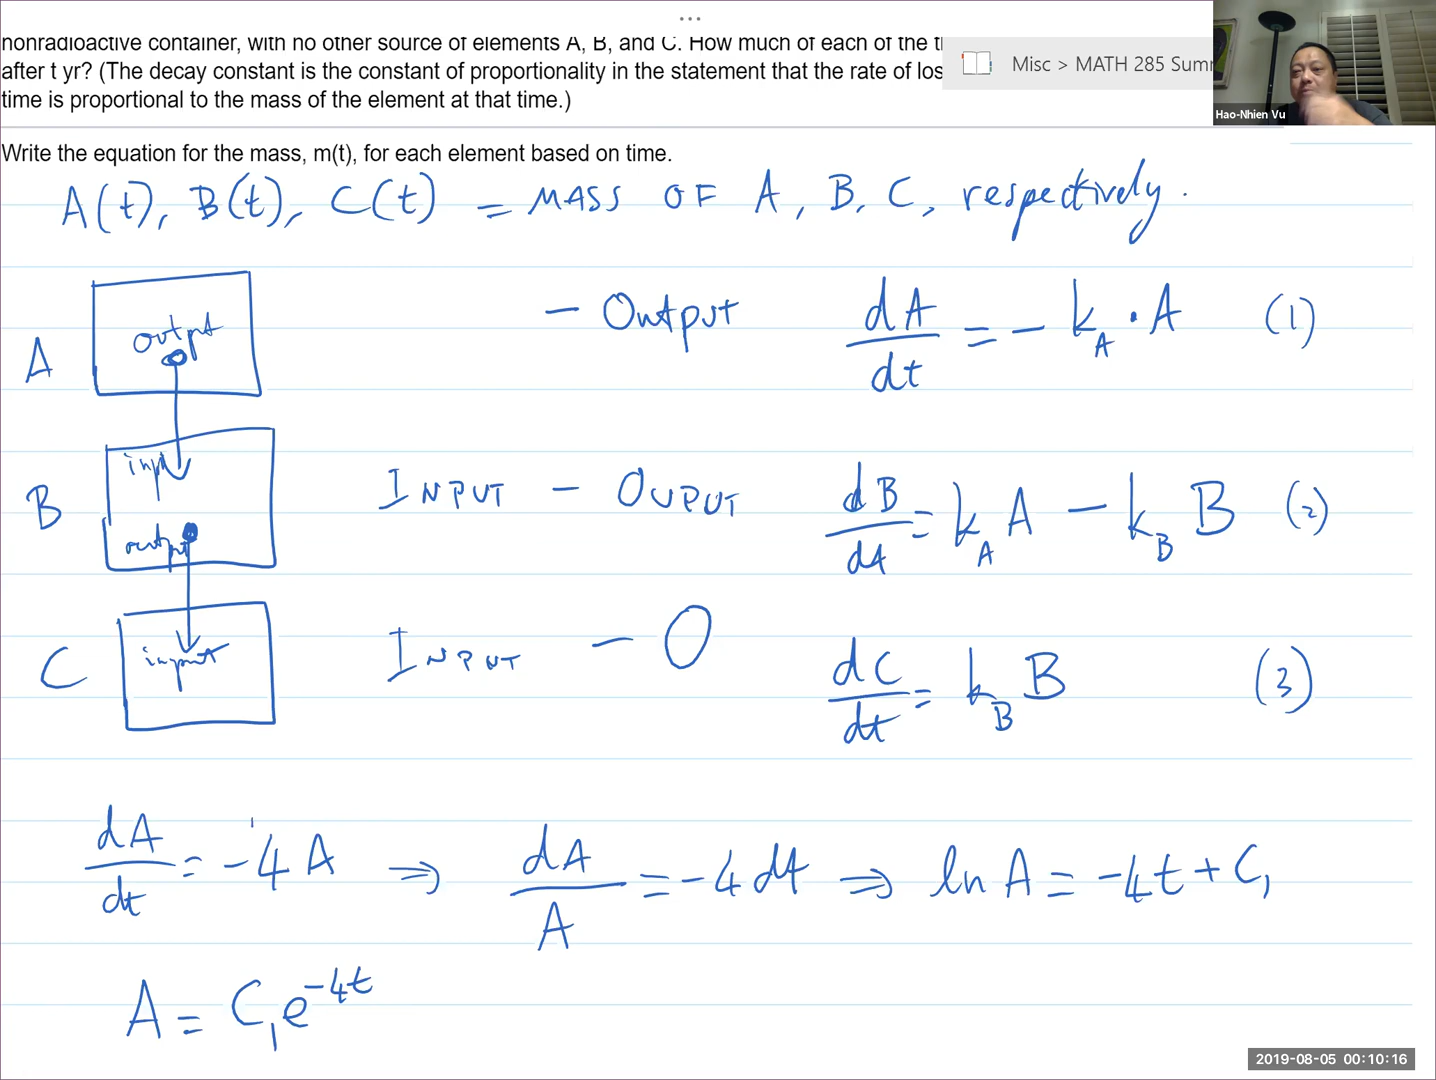 nonradioactive container, with no other source of elements A, B, and C. How much of each of the
after t yr? (The decay constant is the constant of proportionality in the statement that the rate of los
time is proportional to the mass of the element at that time.)
Misc > MATH 285 Sum
Hao-Nhien Vu
Write the equation for the mass, m(t), for each element based on time.
A(t), B(t), C(t) = MASS OF A, B, C, respectively.
A
output
- Output
dA/dt = - k_A · A (1)
B
input
output
INPUT - OUPUT
dB/dt = k_A A - k_B B (2)
C
input
INPUT - O
dC/dt = k_B B (3)
dA/dt = -4A ⇒ dA/A = -4dt ⇒ ln A = -4t + C₁
A = C₁e^{-4t}
2019-08-05 00:10:16